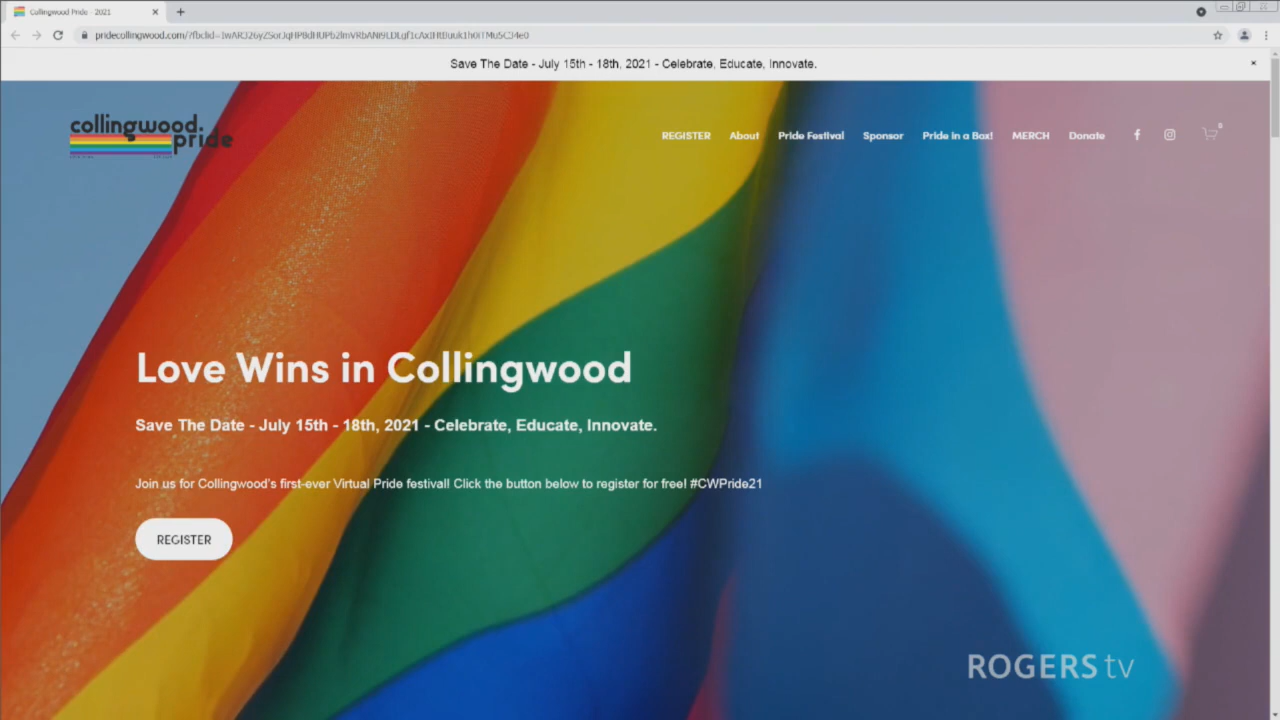 Collingwood Pride - 2021
Save The Date - July 15th - 18th, 2021 - Celebrate, Educate, Innovate.
collingwood.
pride
REGISTER About Pride Festival Sponsor Pride in a Box! MERCH Donate
Love Wins in Collingwood
Save The Date - July 15th - 18th, 2021 - Celebrate, Educate, Innovate.
Join us for Collingwood's first-ever Virtual Pride festival! Click the button below to register for free! #CWPride21
REGISTER
ROGERS tv